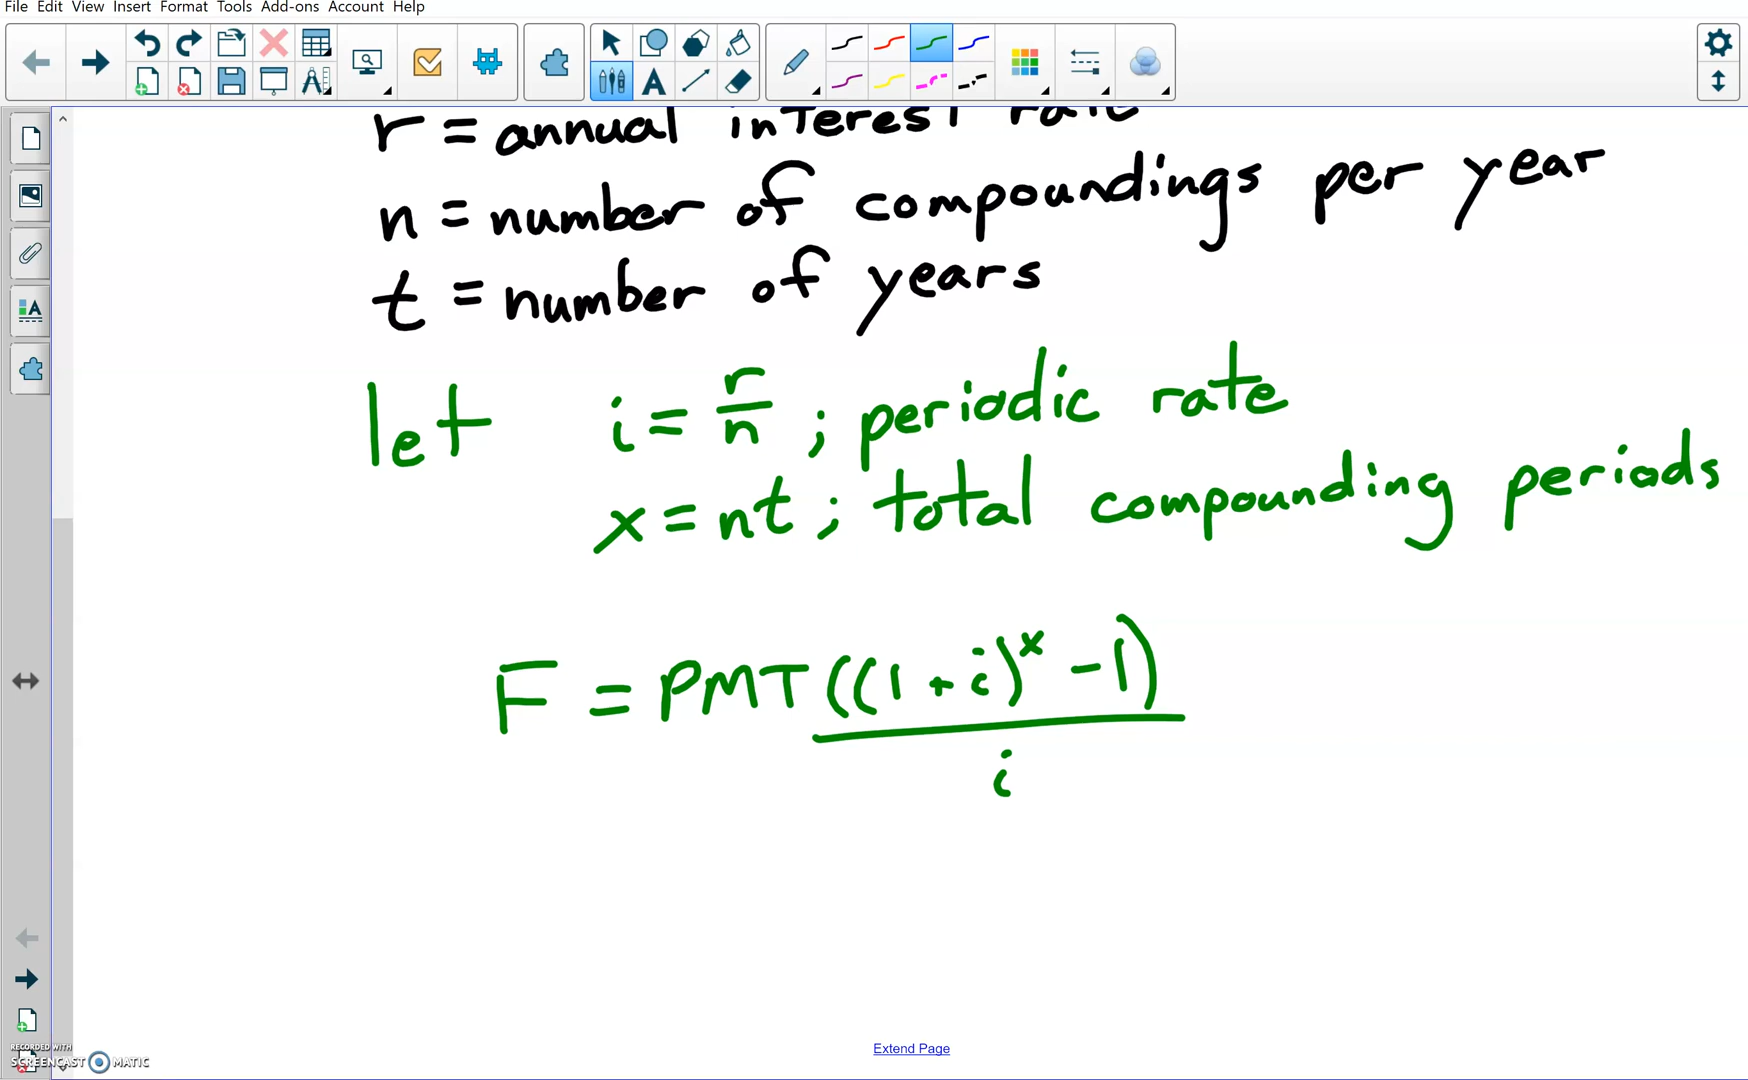 File Edit View Insert Format Tools Add-ons Account Help
r = annual interest rate
n = number of compoundings per year
t = number of years
let i = r/n ; periodic rate
x = nt ; total compounding periods
F = PMT ((1 + i)^x - 1)
i
Extend Page
RECORDED WITH
SCREENCAST MATIC